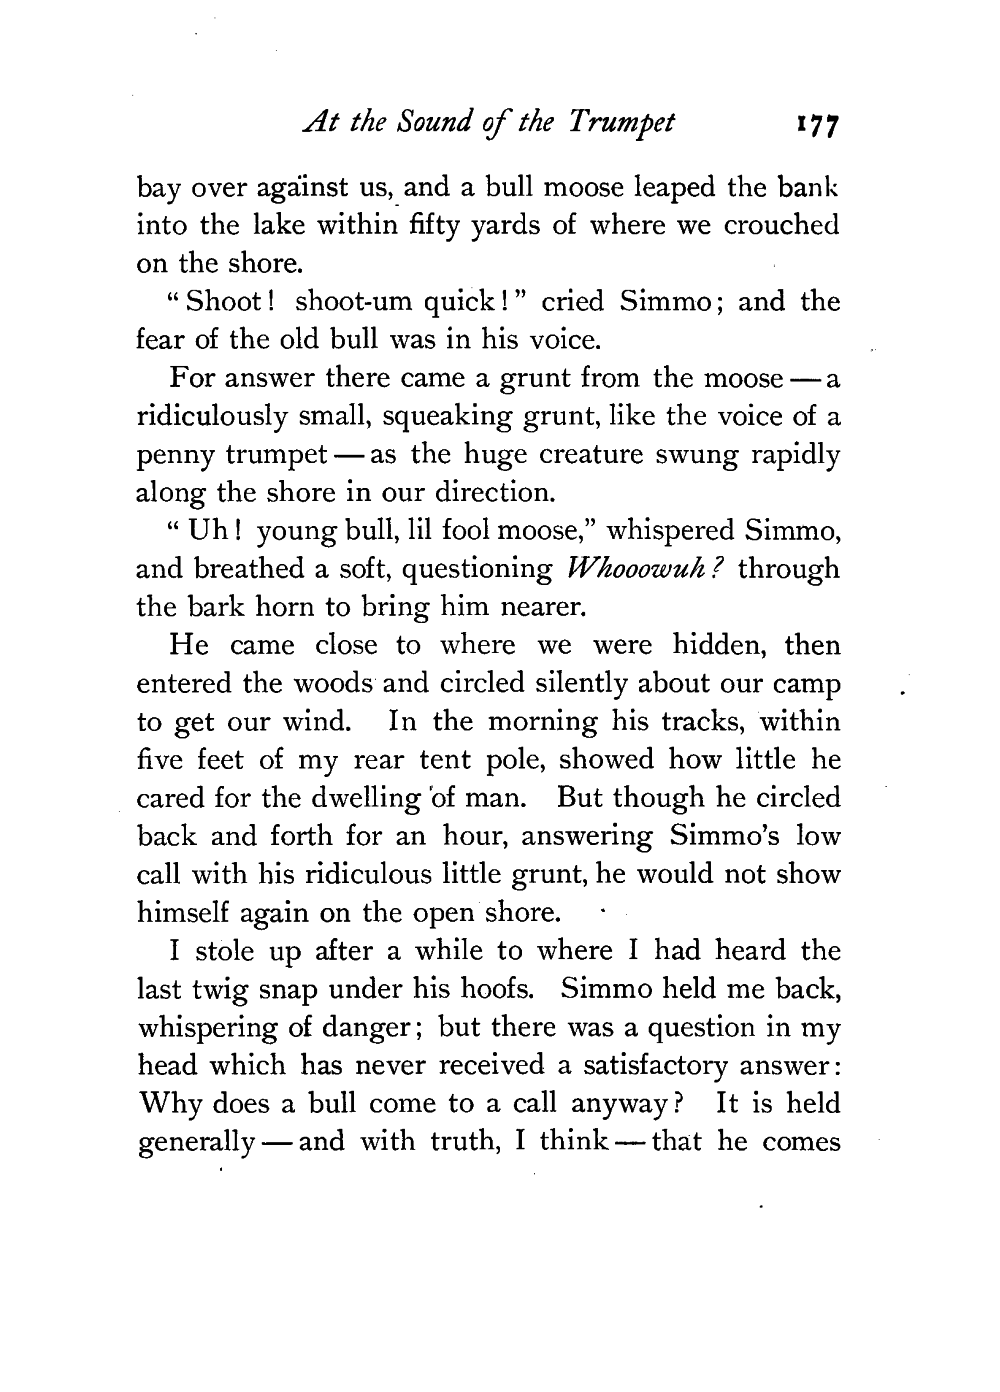 At the Sound of the Trumpet 177
bay over against us, and a bull moose leaped the bank
into the lake within fifty yards of where we crouched
on the shore.
“ Shoot! shoot-um quick! ” cried Simmo; and the
fear of the old bull was in his voice.
For answer there came a grunt from the moose — a
ridiculously small, squeaking grunt, like the voice of a
penny trumpet — as the huge creature swung rapidly
along the shore in our direction.
“ Uh! young bull, lil fool moose,” whispered Simmo,
and breathed a soft, questioning Whooowuh? through
the bark horn to bring him nearer.
He came close to where we were hidden, then
entered the woods and circled silently about our camp
to get our wind. In the morning his tracks, within
five feet of my rear tent pole, showed how little he
cared for the dwelling of man. But though he circled
back and forth for an hour, answering Simmo’s low
call with his ridiculous little grunt, he would not show
himself again on the open shore.
I stole up after a while to where I had heard the
last twig snap under his hoofs. Simmo held me back,
whispering of danger; but there was a question in my
head which has never received a satisfactory answer:
Why does a bull come to a call anyway? It is held
generally — and with truth, I think — that he comes